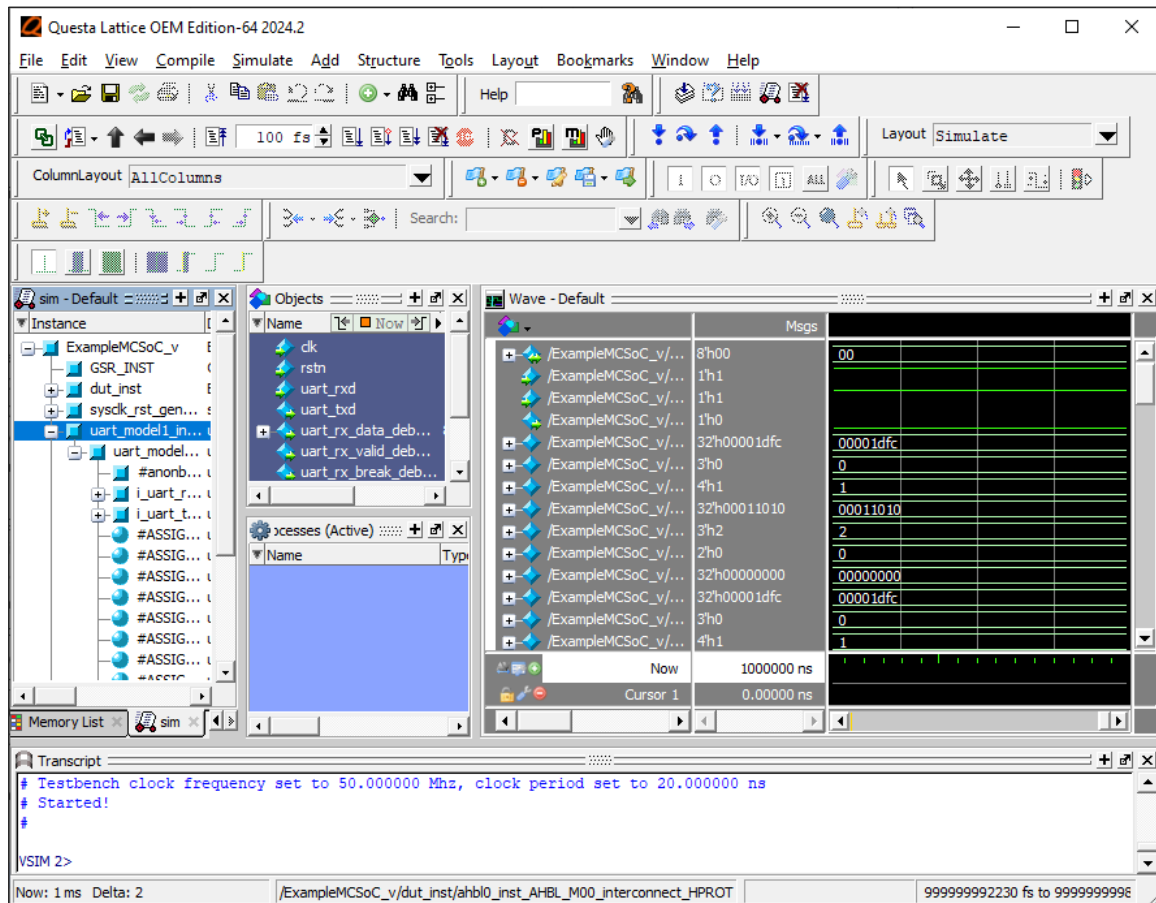 Questa Lattice OEM Edition-64 2024.2
File Edit View Compile Simulate Add Structure Tools Layout Bookmarks Window Help
Help
100 fs
Layout Simulate
ColumnLayout AllColumns
Search:
sim - Default
Instance
ExampleMCSoC_v
GSR_INST
dut_inst
sysclk_rst_gen...
uart_model1_in...
uart_model...
#anonb...
i_uart_r...
i_uart_t...
#ASSIG...
#ASSIG...
#ASSIG...
#ASSIG...
#ASSIG...
#ASSIG...
#ASSIG...
Memory List
sim
Objects
Name
Now
clk
rstn
uart_rxd
uart_txd
uart_rx_data_deb...
uart_rx_valid_deb...
uart_rx_break_deb...
ocesses (Active)
Name Type
Wave - Default
Msgs
/ExampleMCSoC_v/... 8'h00 00
/ExampleMCSoC_v/... 1'h1
/ExampleMCSoC_v/... 1'h1
/ExampleMCSoC_v/... 1'h0
/ExampleMCSoC_v/... 32'h00001dfc 00001dfc
/ExampleMCSoC_v/... 3'h0 0
/ExampleMCSoC_v/... 4'h1 1
/ExampleMCSoC_v/... 32'h00011010 00011010
/ExampleMCSoC_v/... 3'h2 2
/ExampleMCSoC_v/... 2'h0 0
/ExampleMCSoC_v/... 32'h00000000 00000000
/ExampleMCSoC_v/... 32'h00001dfc 00001dfc
/ExampleMCSoC_v/... 3'h0 0
/ExampleMCSoC_v/... 4'h1 1
Now 1000000 ns
Cursor 1 0.00000 ns
Transcript
# Testbench clock frequency set to 50.000000 Mhz, clock period set to 20.000000 ns
# Started!
#
VSIM 2>
Now: 1 ms Delta: 2
/ExampleMCSoC_v/dut_inst/ahbl0_inst_AHBL_M00_interconnect_HPROT
999999992230 fs to 9999999998